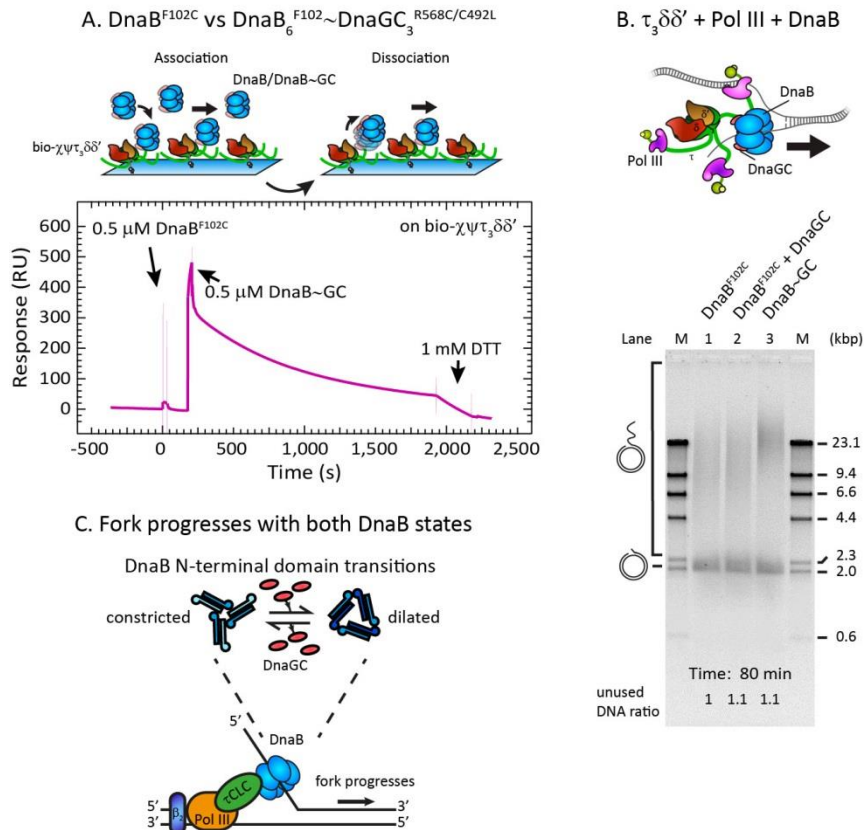 A. DnaB^F102C vs DnaB₆^F102~DnaGC₃^R568C/C492L
Association
Dissociation
DnaB/DnaB~GC
bio-χψτ₃δδ'
0.5 μM DnaB^F102C
on bio-χψτ₃δδ'
0.5 μM DnaB~GC
1 mM DTT
Response (RU)
600
500
400
300
200
100
0
-500
0
500
1,000
1,500
2,000
2,500
Time (s)
B. τ₃δδ' + Pol III + DnaB
DnaB
δ'
δ
Pol III
τ
DnaGC
DnaB^F102C
DnaB^F102C + DnaGC
DnaB~GC
Lane M 1 2 3 M (kbp)
23.1
9.4
6.6
4.4
2.3
2.0
0.6
Time: 80 min
unused
DNA ratio
1 1.1 1.1
C. Fork progresses with both DnaB states
DnaB N-terminal domain transitions
constricted
dilated
DnaGC
5'
DnaB
τCLC
fork progresses
5'
β₂
Pol III
3'
3'
5'